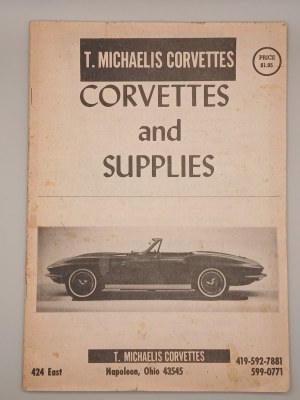 T. MICHAELIS CORVETTES
PRICE
$1.95
CORVETTES
and
SUPPLIES
T. MICHAELIS CORVETTES
424 East
Napoleon, Ohio 43545
419-592-7881
599-0771